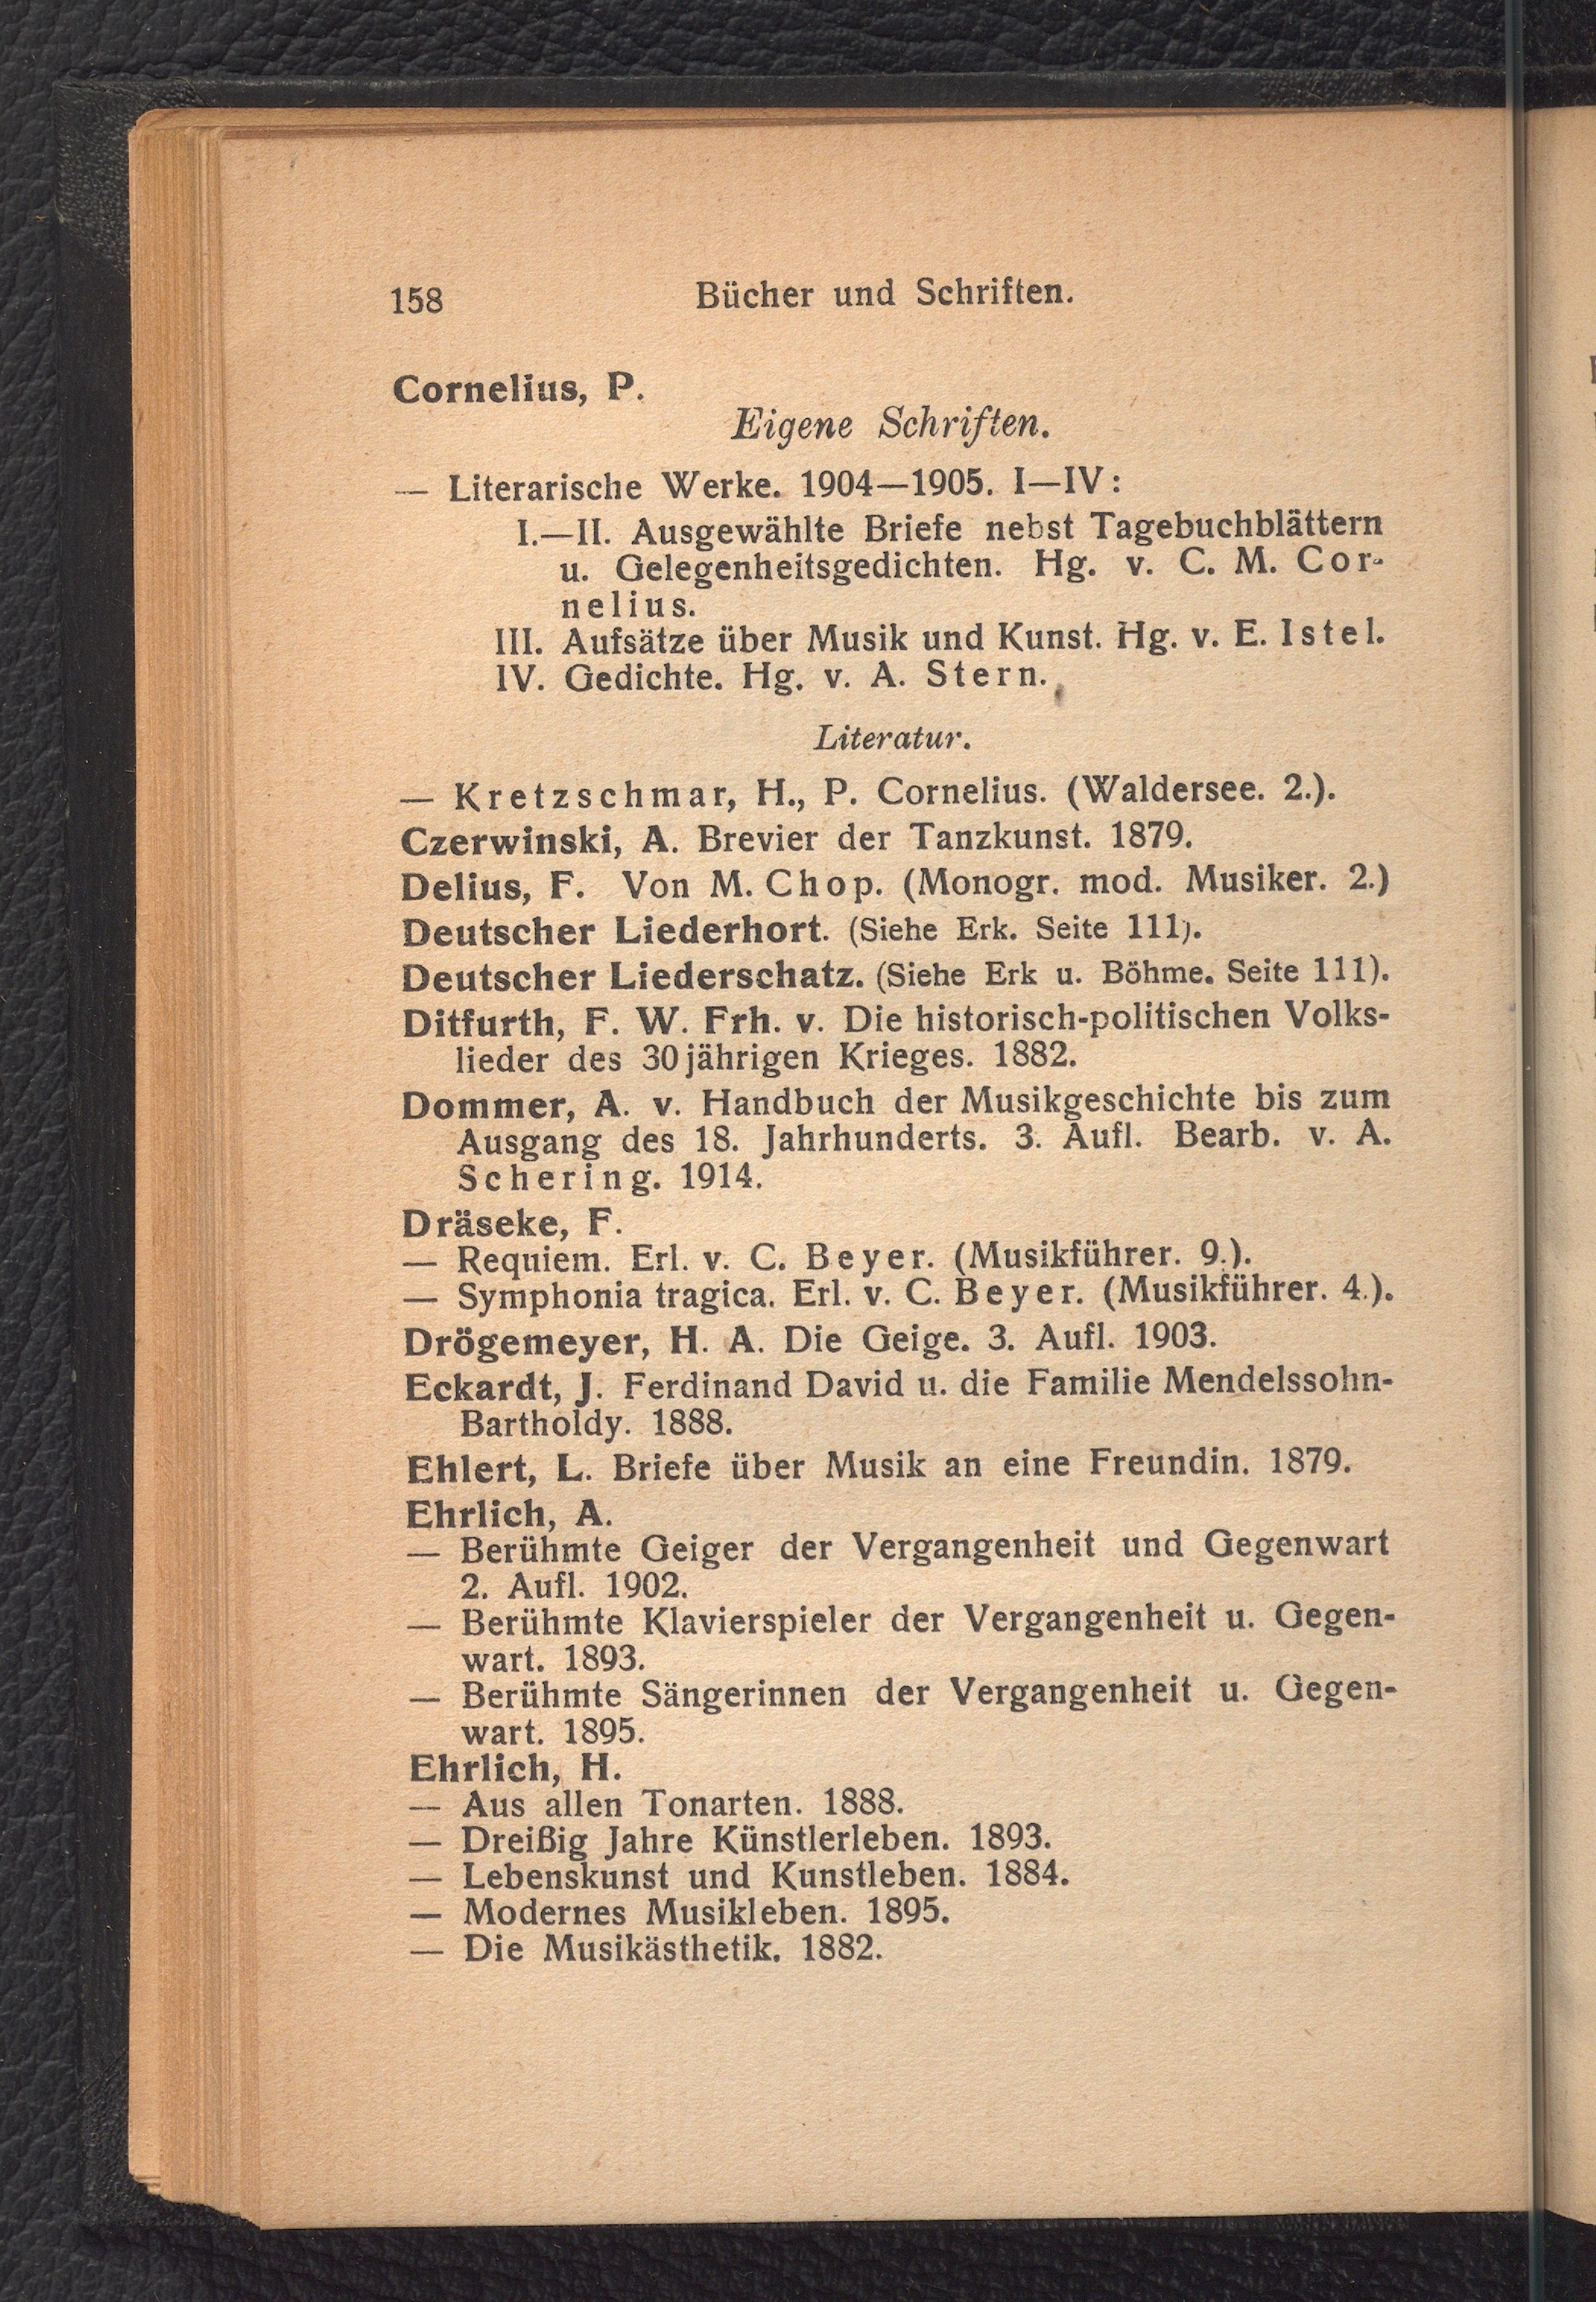 158 Bücher und Schriften.
Cornelius, P.
Eigene Schriften.
— Literarische Werke. 1904—1905. I—IV:
I.—II. Ausgewählte Briefe nebst Tagebuchblättern
u. Gelegenheitsgedichten. Hg. v. C. M. Cor-
nelius.
III. Aufsätze über Musik und Kunst. Hg. v. E. Istel.
IV. Gedichte. Hg. v. A. Stern.
Literatur.
— Kretzschmar, H., P. Cornelius. (Waldersee. 2.).
Czerwinski, A. Brevier der Tanzkunst. 1879.
Delius, F. Von M. Chop. (Monogr. mod. Musiker. 2.)
Deutscher Liederhort. (Siehe Erk. Seite 111).
Deutscher Liederschatz. (Siehe Erk u. Böhme. Seite 111).
Ditfurth, F. W. Frh. v. Die historisch-politischen Volks-
lieder des 30jährigen Krieges. 1882.
Dommer, A. v. Handbuch der Musikgeschichte bis zum
Ausgang des 18. Jahrhunderts. 3. Aufl. Bearb. v. A.
Schering. 1914.
Dräseke, F.
— Requiem. Erl. v. C. Beyer. (Musikführer. 9.).
— Symphonia tragica. Erl. v. C. Beyer. (Musikführer. 4.).
Drögemeyer, H. A. Die Geige. 3. Aufl. 1903.
Eckardt, J. Ferdinand David u. die Familie Mendelssohn-
Bartholdy. 1888.
Ehlert, L. Briefe über Musik an eine Freundin. 1879.
Ehrlich, A.
— Berühmte Geiger der Vergangenheit und Gegenwart
2. Aufl. 1902.
— Berühmte Klavierspieler der Vergangenheit u. Gegen-
wart. 1893.
— Berühmte Sängerinnen der Vergangenheit u. Gegen-
wart. 1895.
Ehrlich, H.
— Aus allen Tonarten. 1888.
— Dreißig Jahre Künstlerleben. 1893.
— Lebenskunst und Kunstleben. 1884.
— Modernes Musikleben. 1895.
— Die Musikästhetik. 1882.